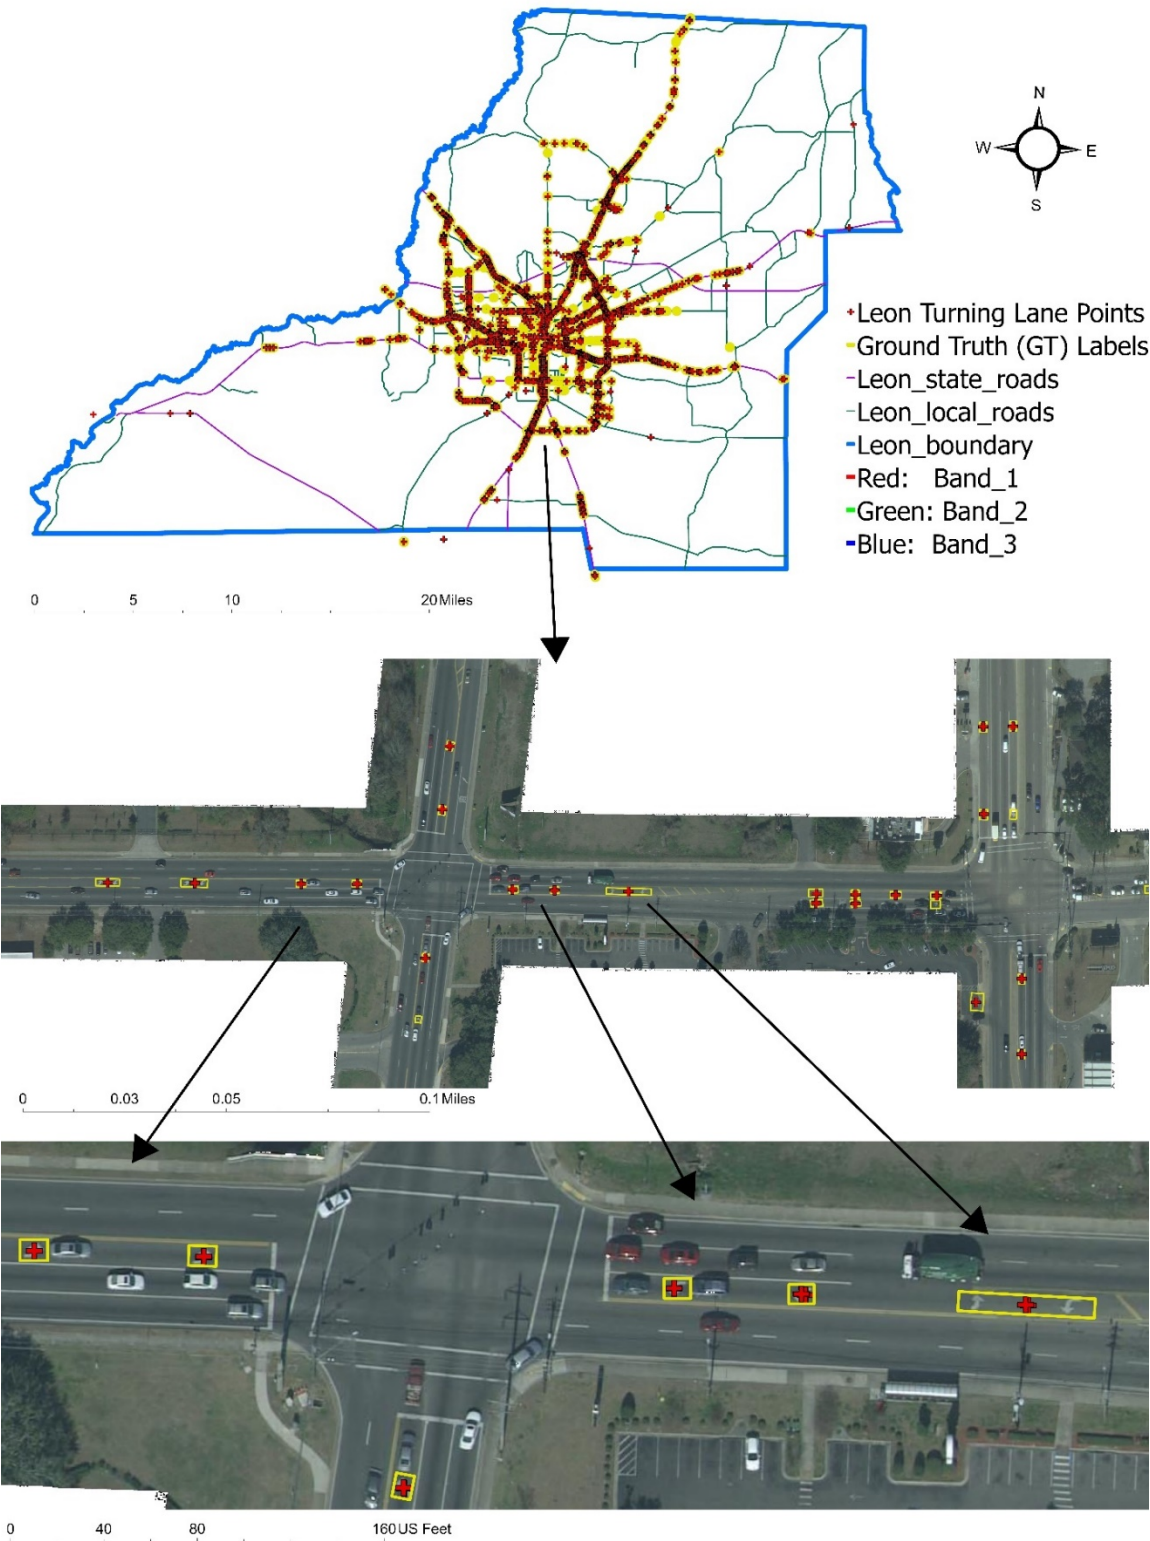 N
W E
S
Leon Turning Lane Points
Ground Truth (GT) Labels
Leon_state_roads
Leon_local_roads
Leon_boundary
Red: Band_1
Green: Band_2
Blue: Band_3
0 5 10 20 Miles
0 0.03 0.05 0.1 Miles
0 40 80 160 US Feet